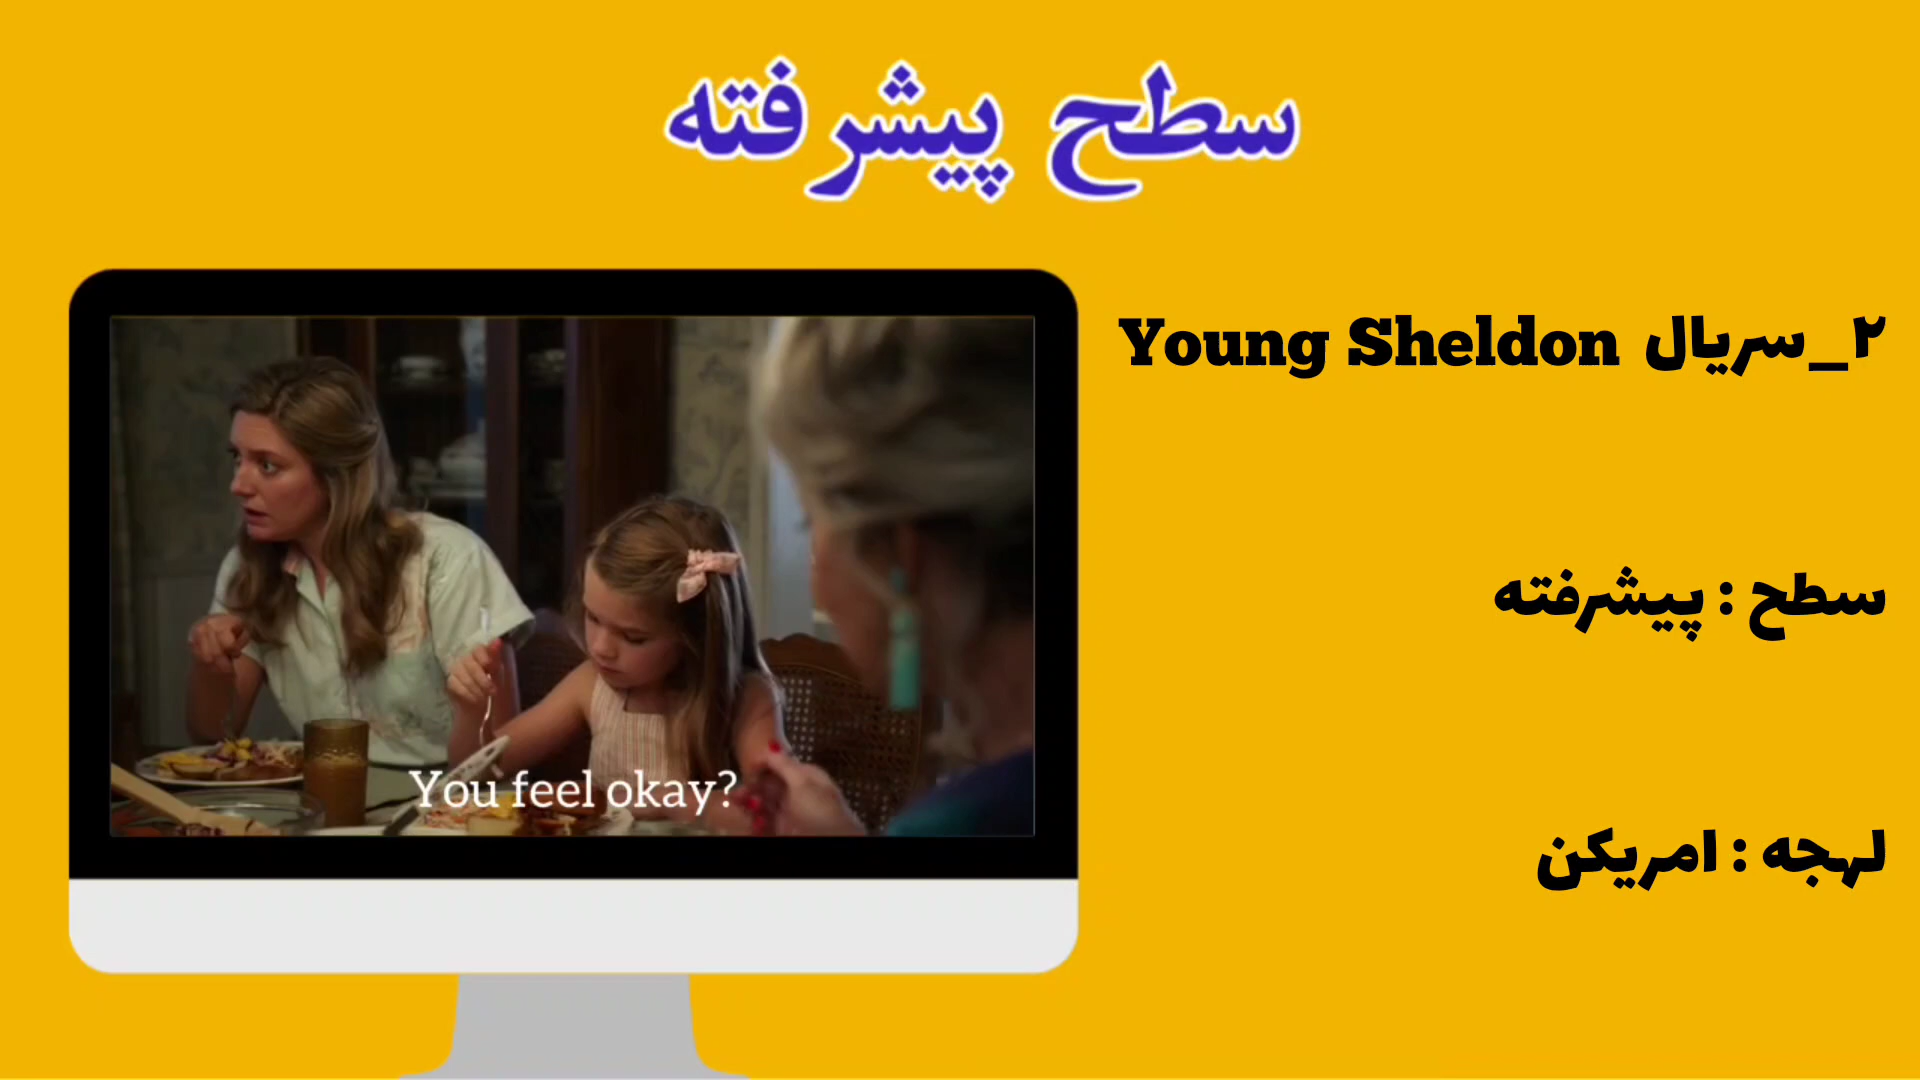 سطح پیشرفته
۲_سریال Young Sheldon
سطح : پیشرفته
لهجه : امریکن
You feel okay?